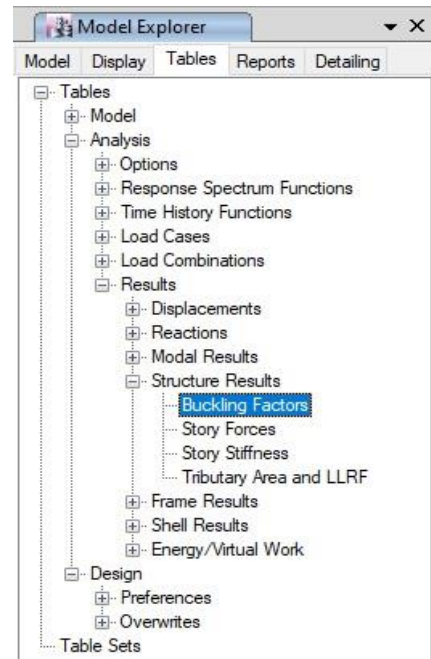 Model Explorer
Model Display Tables Reports Detailing
Tables
Model
Analysis
Options
Response Spectrum Functions
Time History Functions
Load Cases
Load Combinations
Results
Displacements
Reactions
Modal Results
Structure Results
Buckling Factors
Story Forces
Story Stiffness
Tributary Area and LLRF
Frame Results
Shell Results
Energy/Virtual Work
Design
Preferences
Overwrites
Table Sets